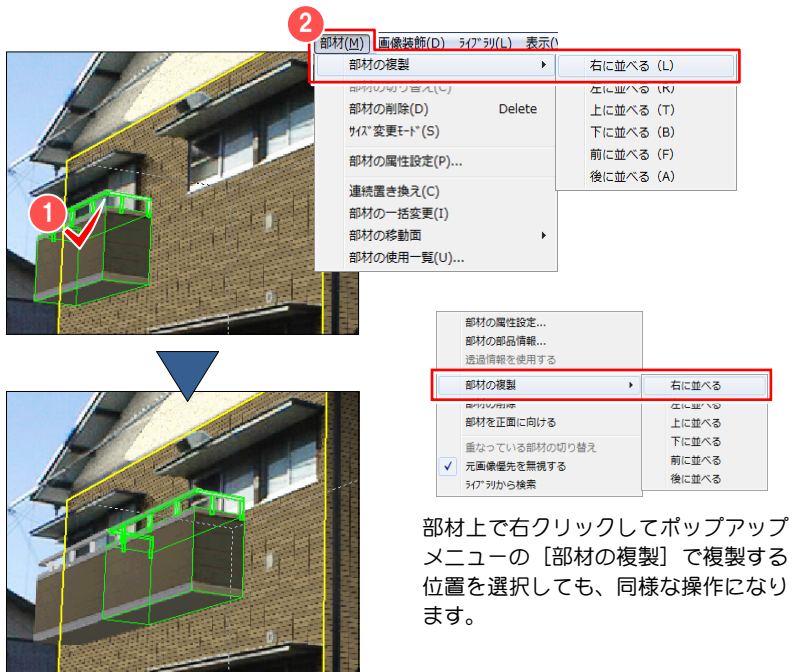 2
部材(M) 画像装飾(D) ﾗｲﾌﾞﾗﾘ(L) 表示(
部材の複製
右に並べる（L）
部材の切り替え(C)
左に並べる（R）
部材の削除(D) Delete
上に並べる（T）
ｻｲｽﾞ変更ﾓｰﾄﾞ(S)
下に並べる（B）
部材の属性設定(P)...
前に並べる（F）
後に並べる（A）
連続置き換え(C)
部材の一括変更(I)
部材の移動面
部材の使用一覧(U)...
1
部材の属性設定...
部材の部品情報...
透過情報を使用する
部材の複製
右に並べる
部材の削除
左に並べる
部材を正面に向ける
上に並べる
重なっている部材の切り替え
下に並べる
元画像優先を無視する
前に並べる
ﾗｲﾌﾞﾗﾘから検索
後に並べる
部材上で右クリックしてポップアップ
メニューの［部材の複製］で複製する
位置を選択しても、同様な操作になり
ます。